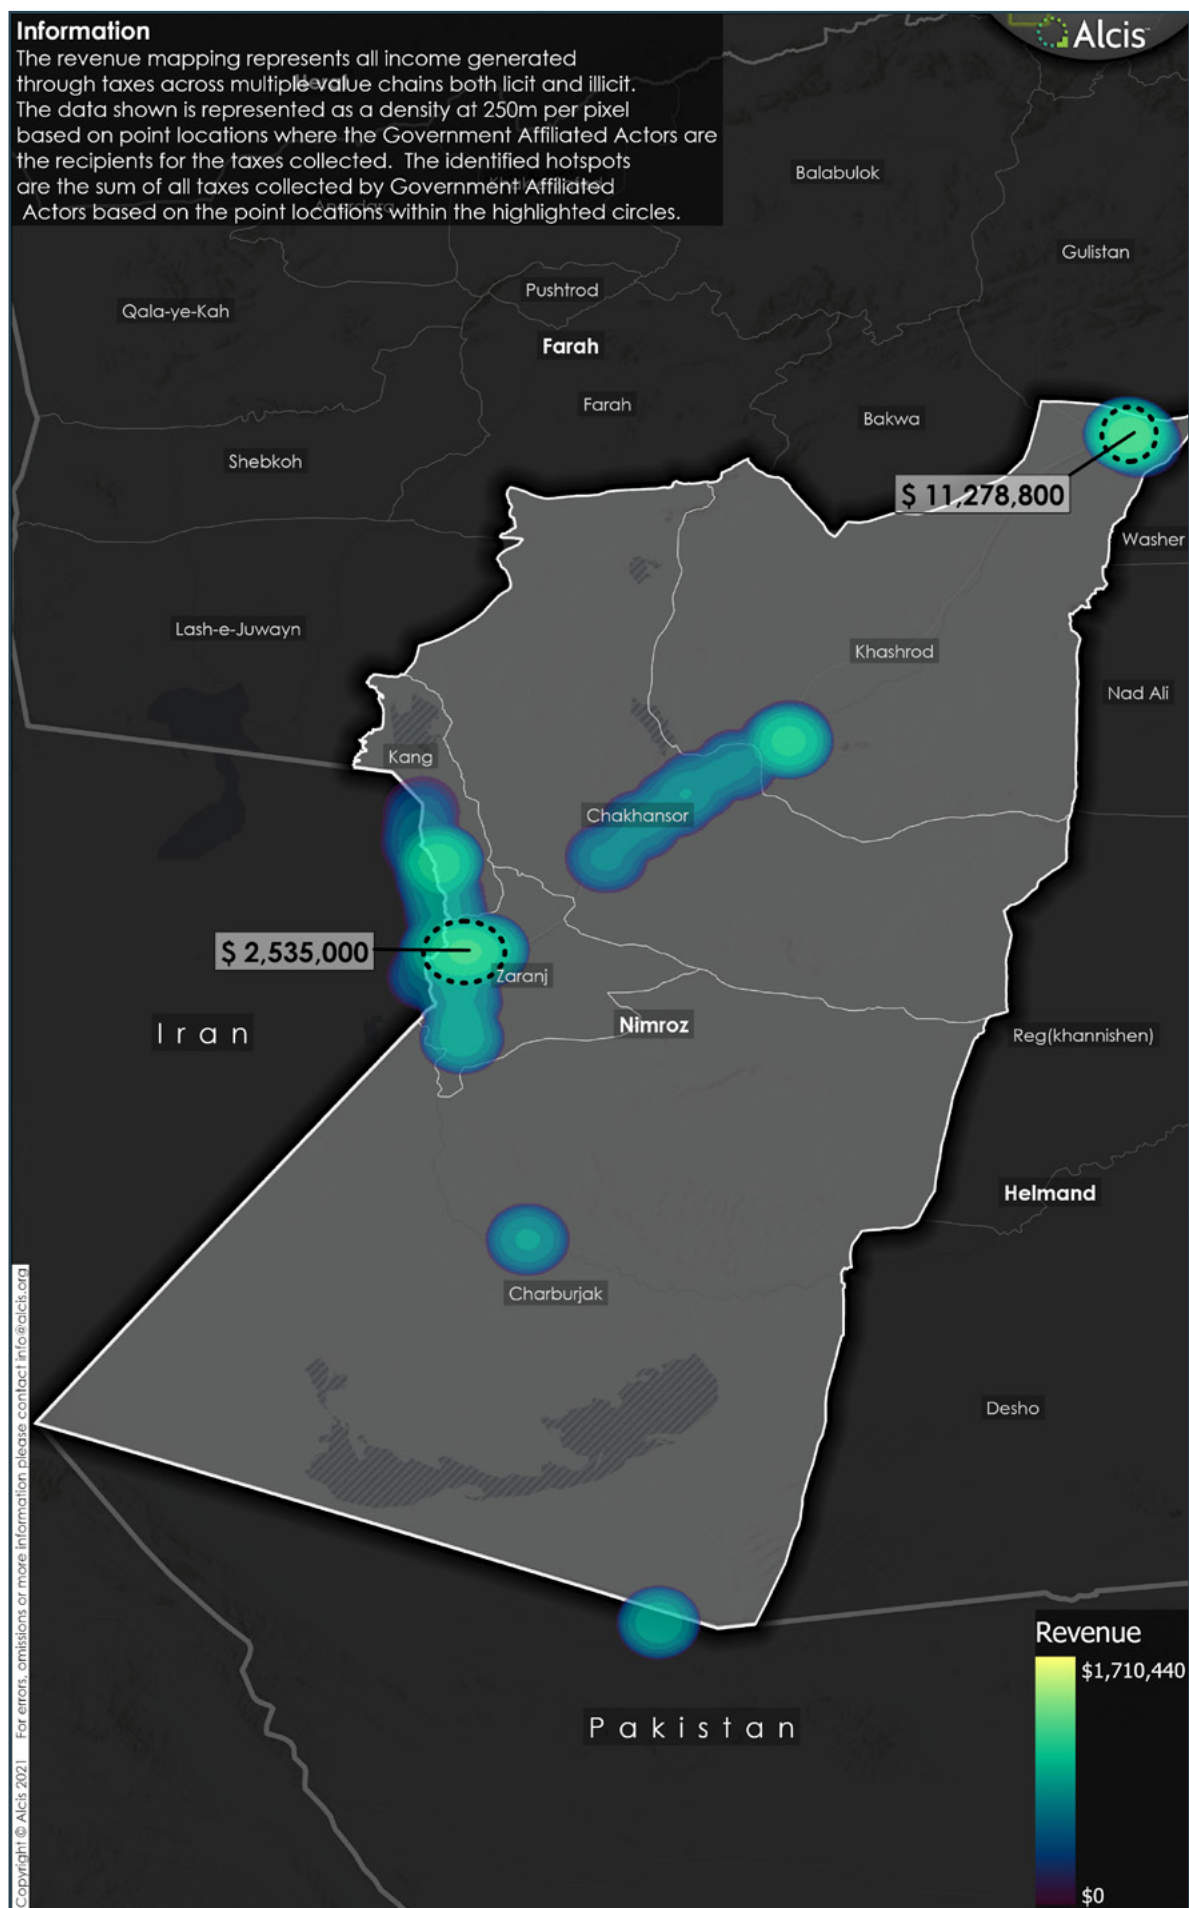 Information
The revenue mapping represents all income generated
through taxes across multiple value chains both licit and illicit.
The data shown is represented as a density at 250m per pixel
based on point locations where the Government Affiliated Actors are
the recipients for the taxes collected. The identified hotspots
are the sum of all taxes collected by Government Affiliated
Actors based on the point locations within the highlighted circles.
Alcis
Herat
Anardara
Balabulok
Gulistan
Pushtrod
Qala-ye-Kah
Farah
Farah
Bakwa
Shebkoh
$ 11,278,800
Washer
Lash-e-Juwayn
Khashrod
Nad Ali
Kang
Chakhansor
$ 2,535,000
Zaranj
Iran
Nimroz
Reg(khannishen)
Helmand
Charburjak
Desho
Pakistan
Revenue
$1,710,440
$0
Copyright © Alcis 2021 For errors, omissions or more information please contact info@alcis.org